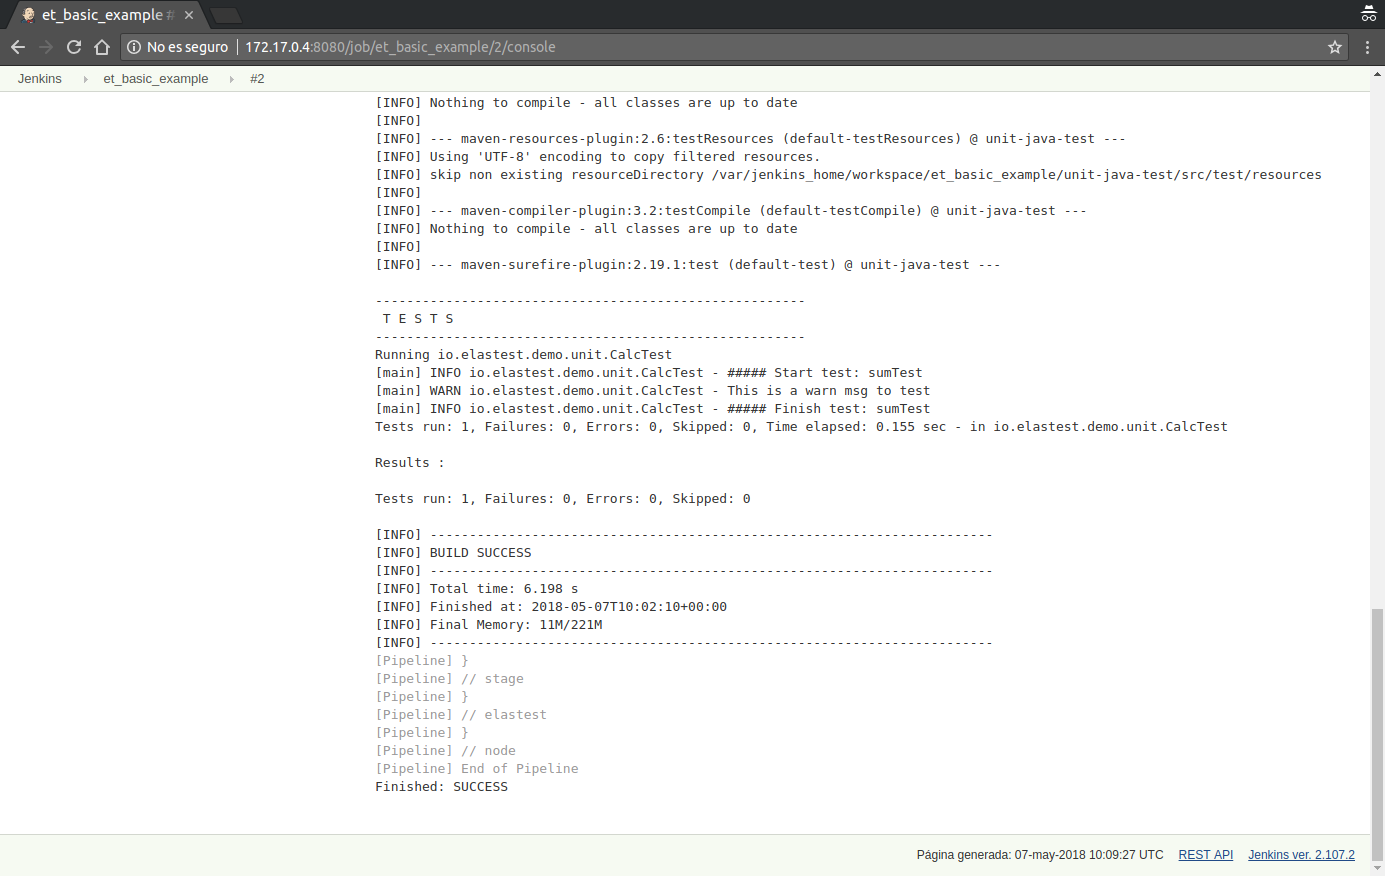 et_basic_example #
No es seguro | 172.17.0.4:8080/job/et_basic_example/2/console
Jenkins et_basic_example #2
[INFO] Nothing to compile - all classes are up to date
[INFO]
[INFO] --- maven-resources-plugin:2.6:testResources (default-testResources) @ unit-java-test ---
[INFO] Using 'UTF-8' encoding to copy filtered resources.
[INFO] skip non existing resourceDirectory /var/jenkins_home/workspace/et_basic_example/unit-java-test/src/test/resources
[INFO]
[INFO] --- maven-compiler-plugin:3.2:testCompile (default-testCompile) @ unit-java-test ---
[INFO] Nothing to compile - all classes are up to date
[INFO]
[INFO] --- maven-surefire-plugin:2.19.1:test (default-test) @ unit-java-test ---
-------------------------------------------------------
T E S T S
-------------------------------------------------------
Running io.elastest.demo.unit.CalcTest
[main] INFO io.elastest.demo.unit.CalcTest - ##### Start test: sumTest
[main] WARN io.elastest.demo.unit.CalcTest - This is a warn msg to test
[main] INFO io.elastest.demo.unit.CalcTest - ##### Finish test: sumTest
Tests run: 1, Failures: 0, Errors: 0, Skipped: 0, Time elapsed: 0.155 sec - in io.elastest.demo.unit.CalcTest
Results :
Tests run: 1, Failures: 0, Errors: 0, Skipped: 0
[INFO] ------------------------------------------------------------------------
[INFO] BUILD SUCCESS
[INFO] ------------------------------------------------------------------------
[INFO] Total time: 6.198 s
[INFO] Finished at: 2018-05-07T10:02:10+00:00
[INFO] Final Memory: 11M/221M
[INFO] ------------------------------------------------------------------------
[Pipeline] }
[Pipeline] // stage
[Pipeline] }
[Pipeline] // elastest
[Pipeline] }
[Pipeline] // node
[Pipeline] End of Pipeline
Finished: SUCCESS
Página generada: 07-may-2018 10:09:27 UTC REST API Jenkins ver. 2.107.2